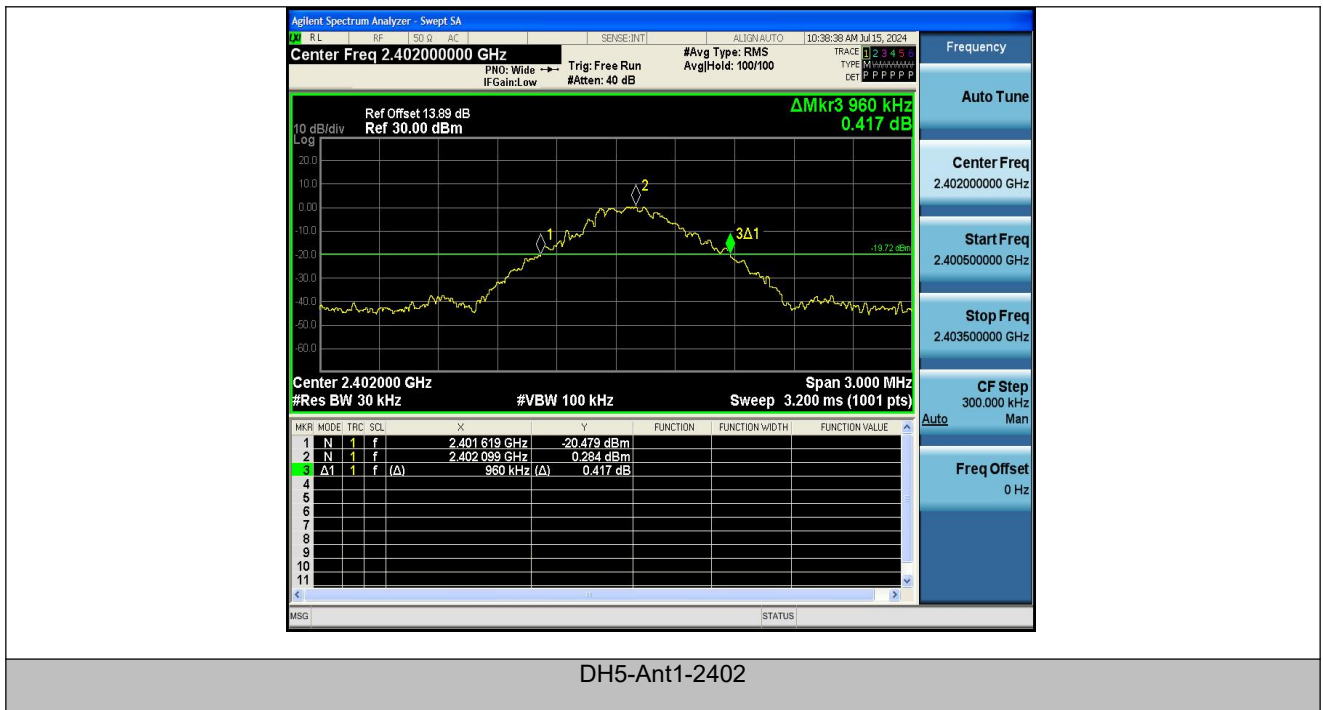 Agilent Spectrum Analyzer - Swept SA
LXI RL RF 50 Ω AC SENSE:INT ALIGN AUTO 10:38:38 AM Jul 15, 2024
Center Freq 2.402000000 GHz
PNO: Wide
IFGain:Low
Trig: Free Run
#Atten: 40 dB
#Avg Type: RMS
Avg|Hold: 100/100
TRACE 1 2 3 4 5 6
TYPE M
DET P P P P P P
Frequency
Ref Offset 13.89 dB
10 dB/div Ref 30.00 dBm
Log
ΔMkr3 960 kHz
0.417 dB
20.0
10.0
0.00
-10.0
-20.0
-30.0
-40.0
-50.0
-60.0
1
2
3Δ1
-19.72 dBm
Center 2.402000 GHz Span 3.000 MHz
#Res BW 30 kHz #VBW 100 kHz Sweep 3.200 ms (1001 pts)
MKR MODE TRC SCL X Y FUNCTION FUNCTION WIDTH FUNCTION VALUE
1 N 1 f 2.401 619 GHz -20.479 dBm
2 N 1 f 2.402 099 GHz 0.284 dBm
3 Δ1 1 f (Δ) 960 kHz (Δ) 0.417 dB
4
5
6
7
8
9
10
11
MSG STATUS
Auto Tune
Center Freq
2.402000000 GHz
Start Freq
2.400500000 GHz
Stop Freq
2.403500000 GHz
CF Step
300.000 kHz
Auto Man
Freq Offset
0 Hz
DH5-Ant1-2402